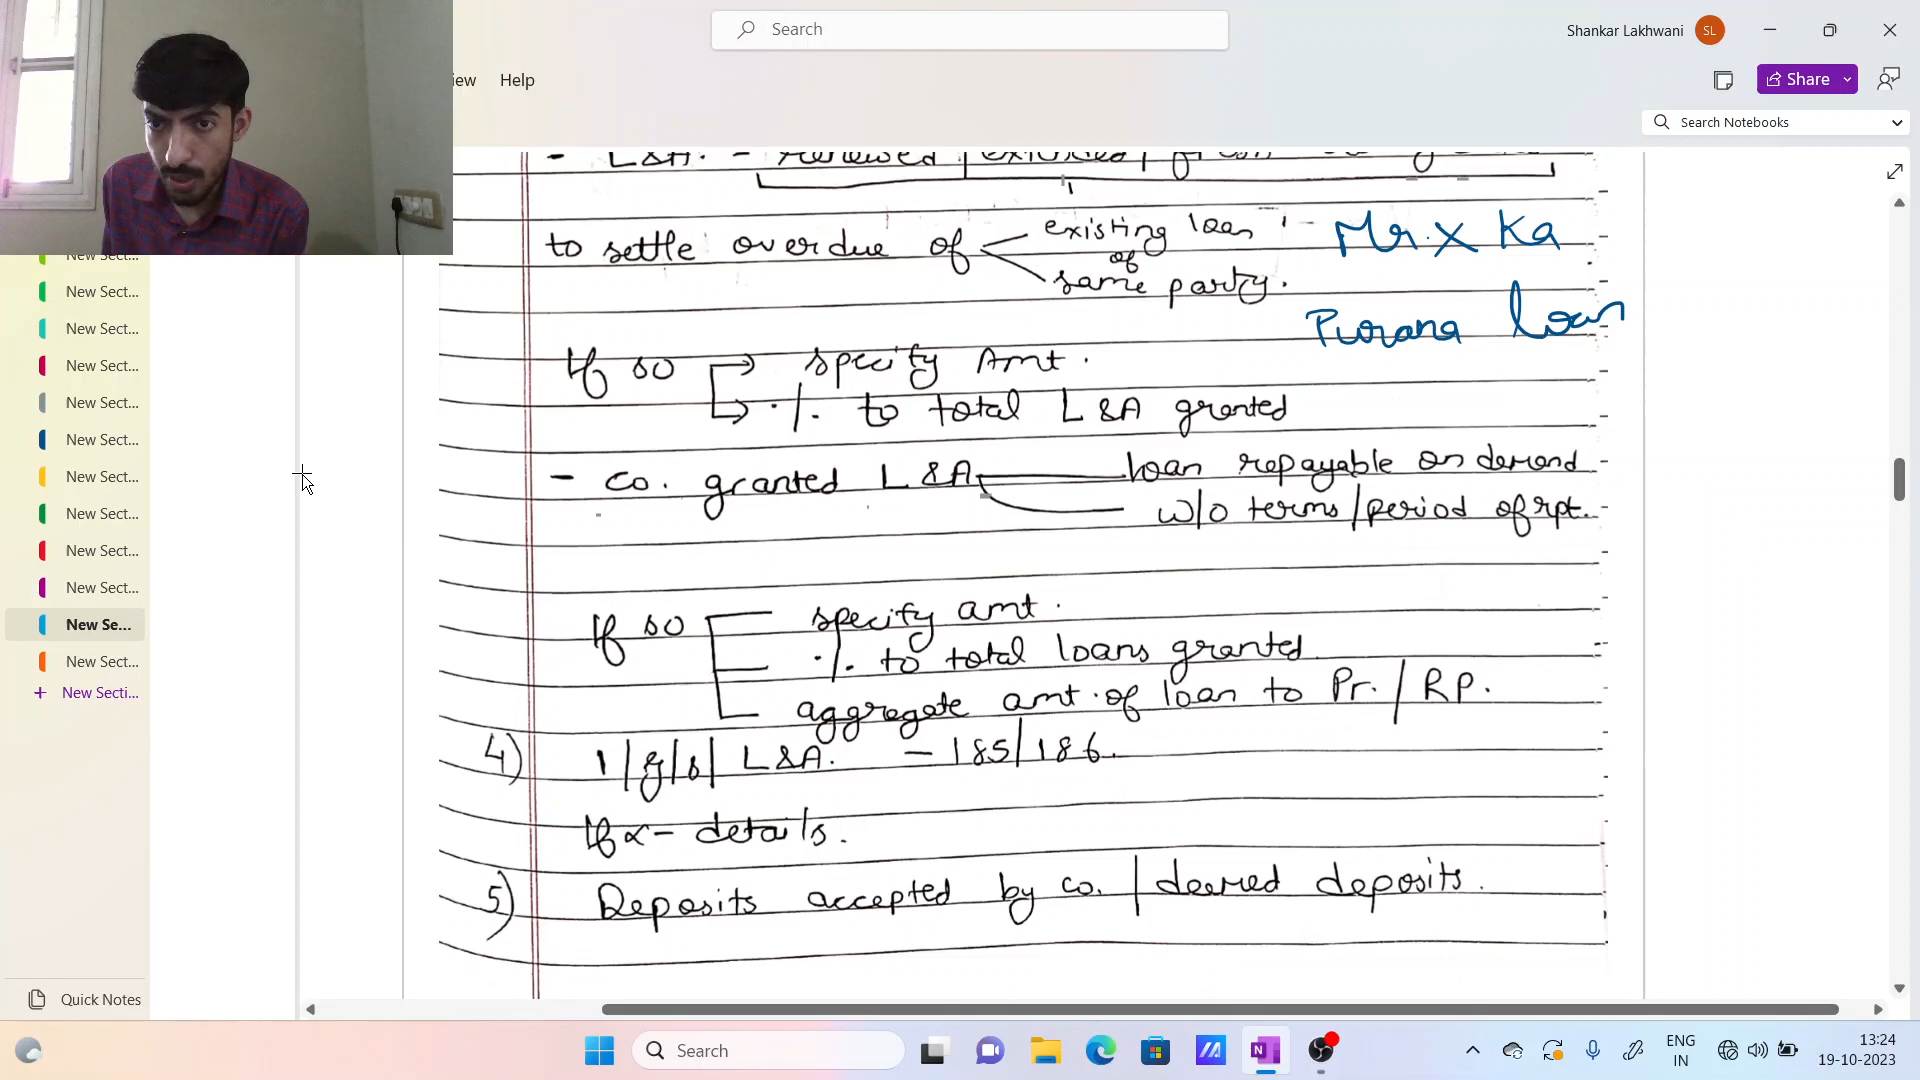 Search
Shankar Lakhwani SL
iew Help
Share
Search Notebooks
- L&A. - renewed | extended |
to settle overdue of existing loan Mr. X Ka
of
same party. Purana loan
If so specify Amt.
·/. to total L&A granted
- co. granted L&A loan repayable on demand
w/o terms/period of rpt.
If so specify amt.
·/. to total loans granted
aggregate amt. of loan to Pr. / RP.
4) I/g/s/ L&A. - 185/186.
If ∝ - details.
5) Deposits accepted by co. / deemed deposits.
New Sect...
New Sect...
New Sect...
New Sect...
New Sect...
New Sect...
New Sect...
New Sect...
New Sect...
New Sect...
New Se...
New Sect...
+ New Secti...
Quick Notes
Search
ENG
IN
13:24
19-10-2023